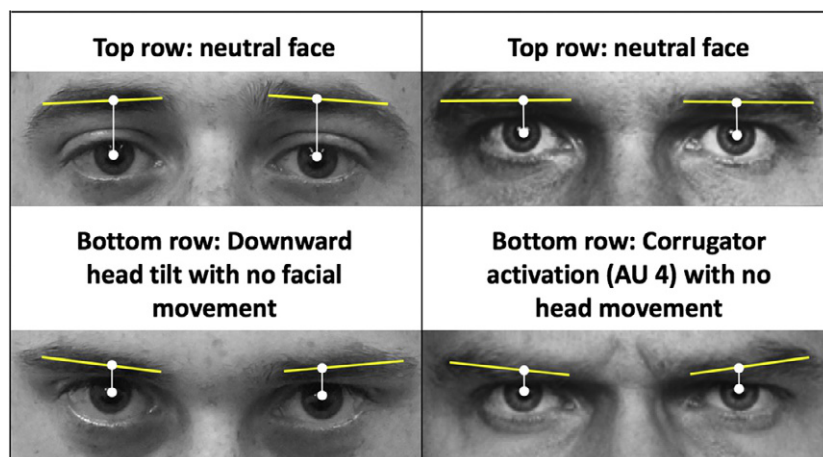 Top row: neutral face
Top row: neutral face
Bottom row: Downward
head tilt with no facial
movement
Bottom row: Corrugator
activation (AU 4) with no
head movement